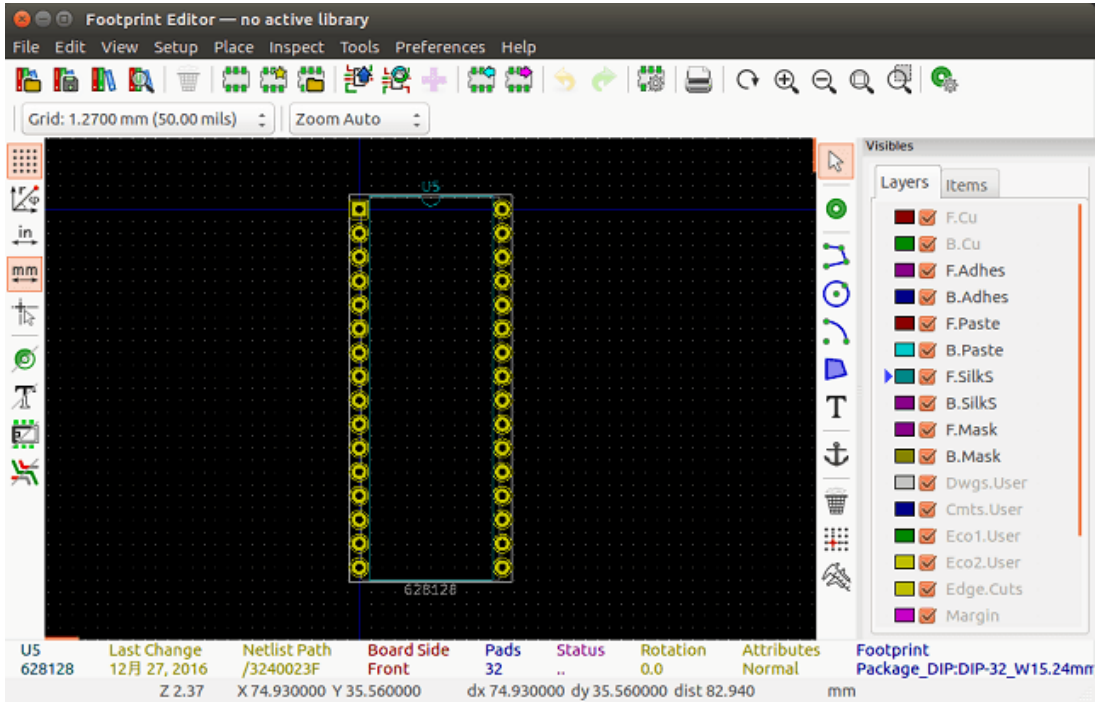 Footprint Editor — no active library
File Edit View Setup Place Inspect Tools Preferences Help
Grid: 1.2700 mm (50.00 mils) Zoom Auto
in
mm
U5
628128
Visibles
Layers Items
F.Cu
B.Cu
F.Adhes
B.Adhes
F.Paste
B.Paste
F.SilkS
B.SilkS
F.Mask
B.Mask
Dwgs.User
Cmts.User
Eco1.User
Eco2.User
Edge.Cuts
Margin
U5 Last Change Netlist Path Board Side Pads Status Rotation Attributes Footprint
628128 12月 27, 2016 /3240023F Front 32 .. 0.0 Normal Package_DIP:DIP-32_W15.24mm
Z 2.37 X 74.930000 Y 35.560000 dx 74.930000 dy 35.560000 dist 82.940 mm